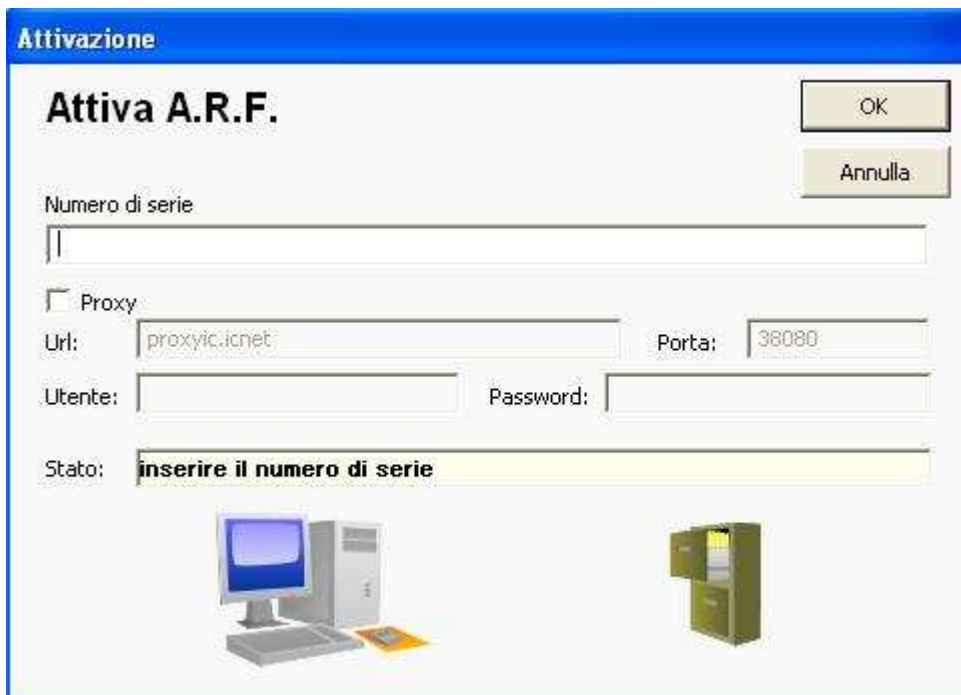 Attivazione
Attiva A.R.F.
OK
Annulla
Numero di serie
Proxy
Url: proxyic.icnet Porta: 38080
Utente: Password:
Stato: inserire il numero di serie